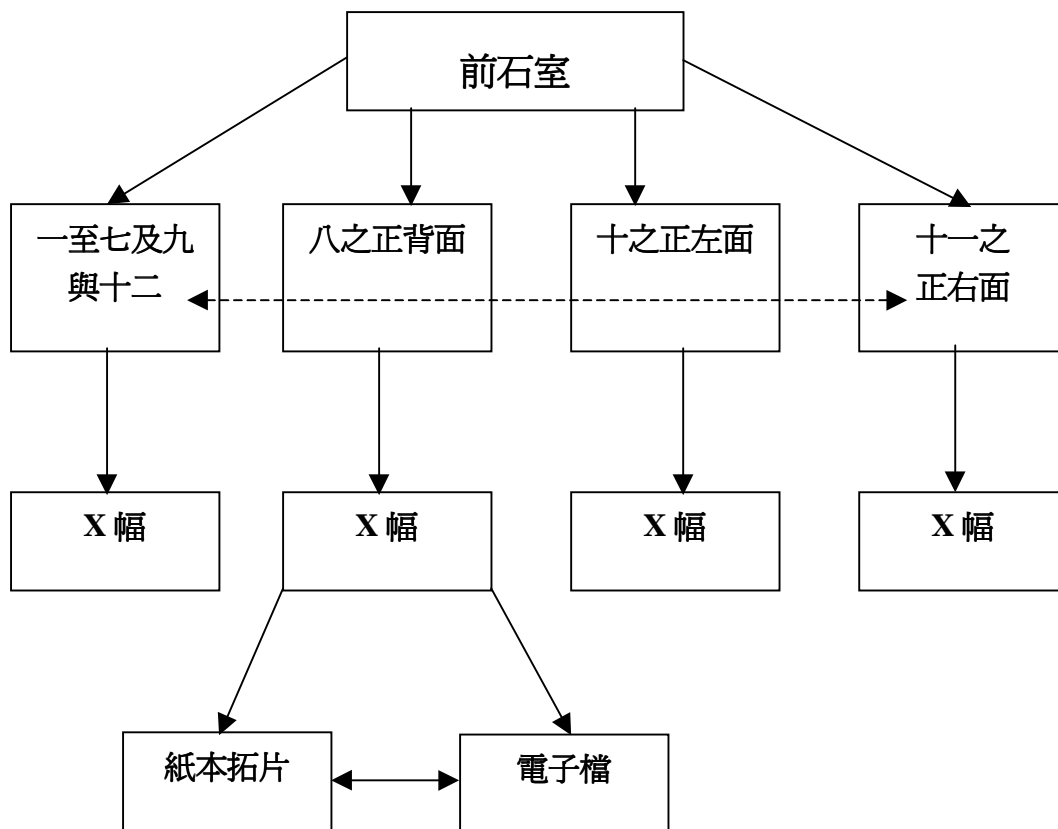 前石室
一至七及九
與十二
八之正背面
十之正左面
十一之
正右面
X 幅
X 幅
X 幅
X 幅
紙本拓片
電子檔